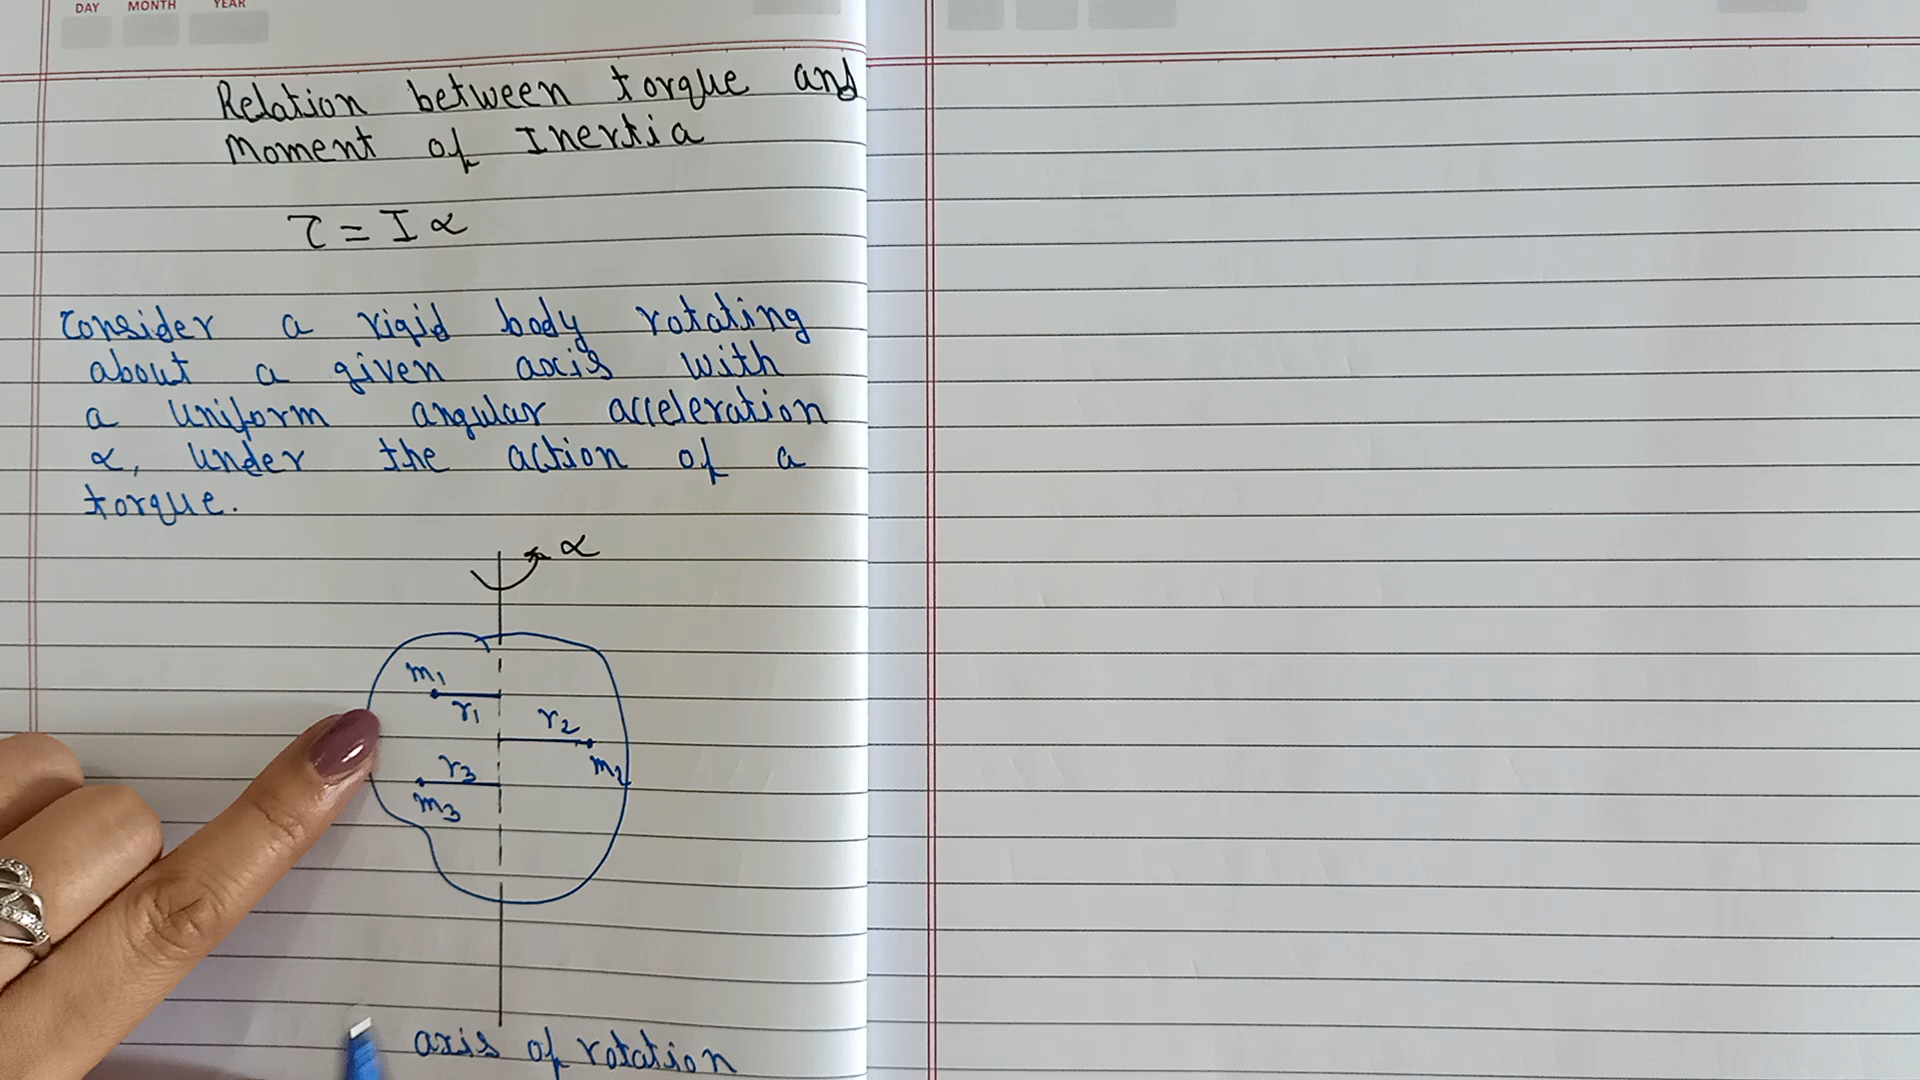 DAY MONTH YEAR
Relation between torque and
Moment of Inertia
τ = I α
Consider a rigid body rotating
about a given axis with
a uniform angular acceleration
α, under the action of a
torque.
α
m₁
r₁
r₂
m₂
r₃
m₃
axis of rotation